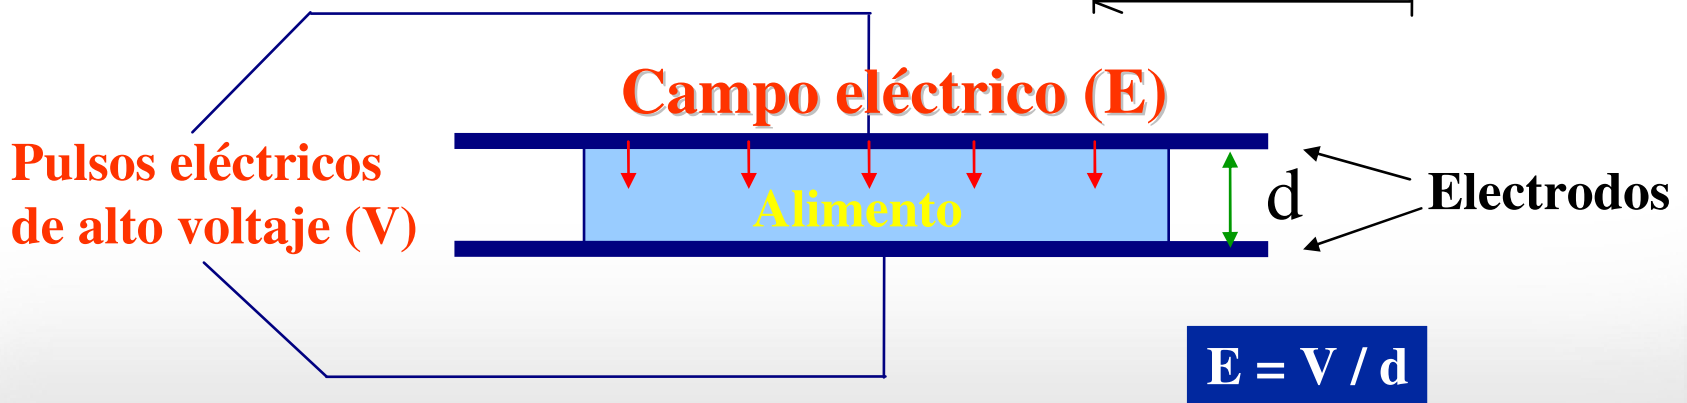 Campo eléctrico (E)
Pulsos eléctricos
de alto voltaje (V)
Alimento
d
Electrodos
E = V / d